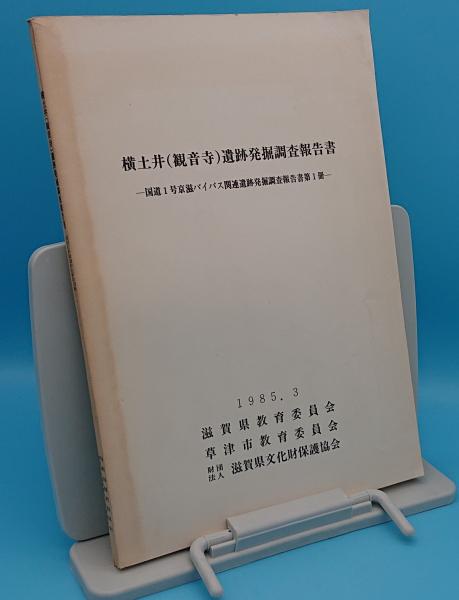 横土井(観音寺)遺跡発掘調査報告書
―国道1号京滋バイパス関連遺跡発掘調査報告書第1冊―
1985.3
滋賀県教育委員会
草津市教育委員会
財団法人 滋賀県文化財保護協会